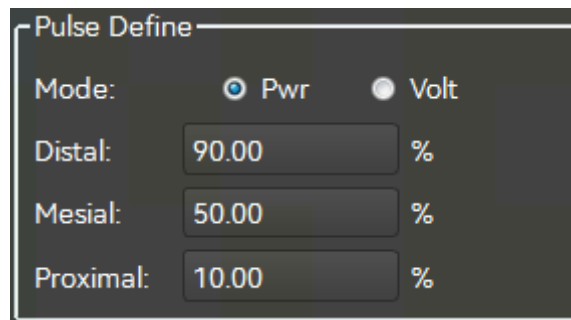 Pulse Define
Mode: Pwr Volt
Distal: 90.00 %
Mesial: 50.00 %
Proximal: 10.00 %